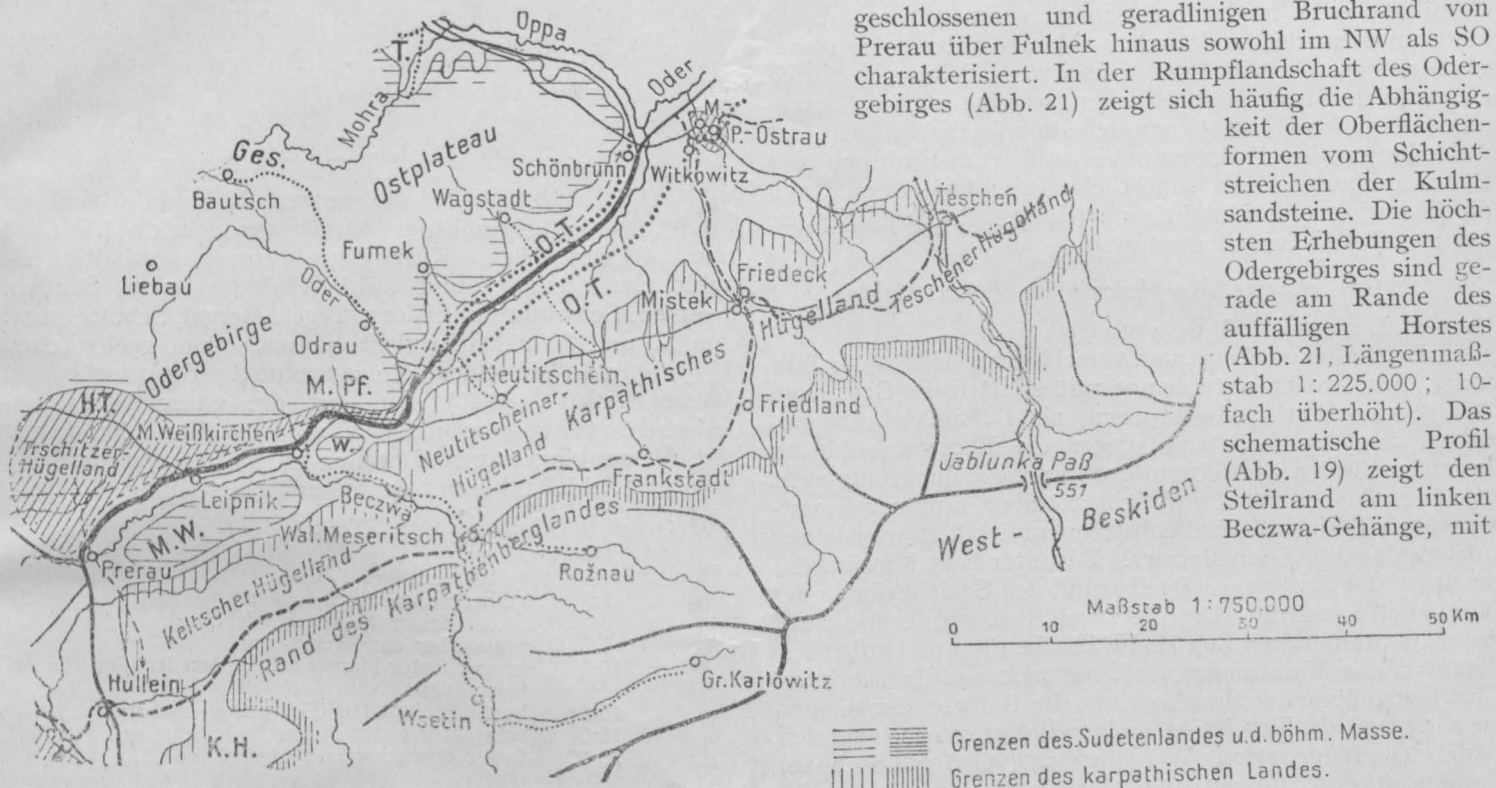 geschlossenen und geradlinigen Bruchrand von
Prerau über Fulnek hinaus sowohl im NW als SO
charakterisiert. In der Rumpflandschaft des Oder-
gebirges (Abb. 21) zeigt sich häufig die Abhängig-
keit der Oberflächen-
formen vom Schicht-
streichen der Kulm-
sandsteine. Die höch-
sten Erhebungen des
Odergebirges sind ge-
rade am Rande des
auffälligen Horstes
(Abb. 21, Längenmaß-
stab 1 : 225.000 ; 10-
fach überhöht). Das
schematische Profil
(Abb. 19) zeigt den
Steilrand am linken
Beczwa-Gehänge, mit
Oppa
T.
Mohra
Oder
M.-
P.-Ostrau
Ges.
Ostplateau
Schönbrunn
Witkowitz
Bautsch
Wagstadt
Teschen
O.-T.
Fumek
Teschener Hügelland
Liebau
Oder
Friedeck
O.-T.
Mistek
Odergebirge
Odrau
M. Pf.
Neutitschein
Karpathisches Hügelland
H.T.
M.Weißkirchen
W.
Neutitscheiner-
Hügelland
Friedland
Trschitzer-
Hügelland
Leipnik
Beczwa
Frankstadt
Jablunka Paß
551
West - Beskiden
M.W.
Wal. Meseritsch
Prerau
Rožnau
Keltscher Hügelland
Rand des Karpathenberglandes
Maßstab 1 : 750.000
0 10 20 30 40 50 Km
Hullein
Gr. Karlowitz
Wsetin
K.H.
Grenzen des Sudetenlandes u.d. böhm. Masse.
Grenzen des karpathischen Landes.